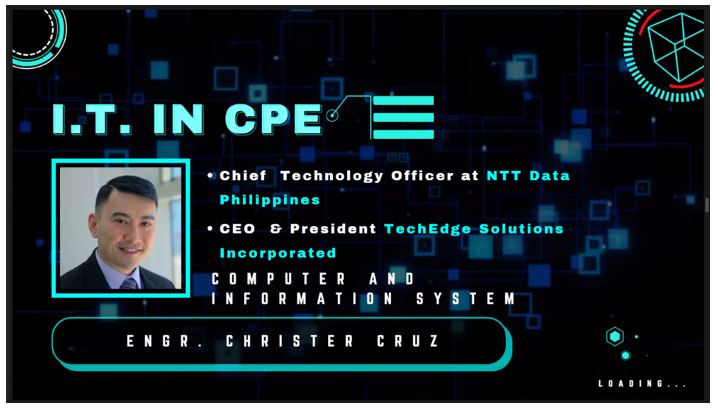 I.T. IN CPE
• Chief Technology Officer at NTT Data
Philippines
• CEO & President TechEdge Solutions
Incorporated
COMPUTER AND
INFORMATION SYSTEM
ENGR. CHRISTER CRUZ
LOADING...